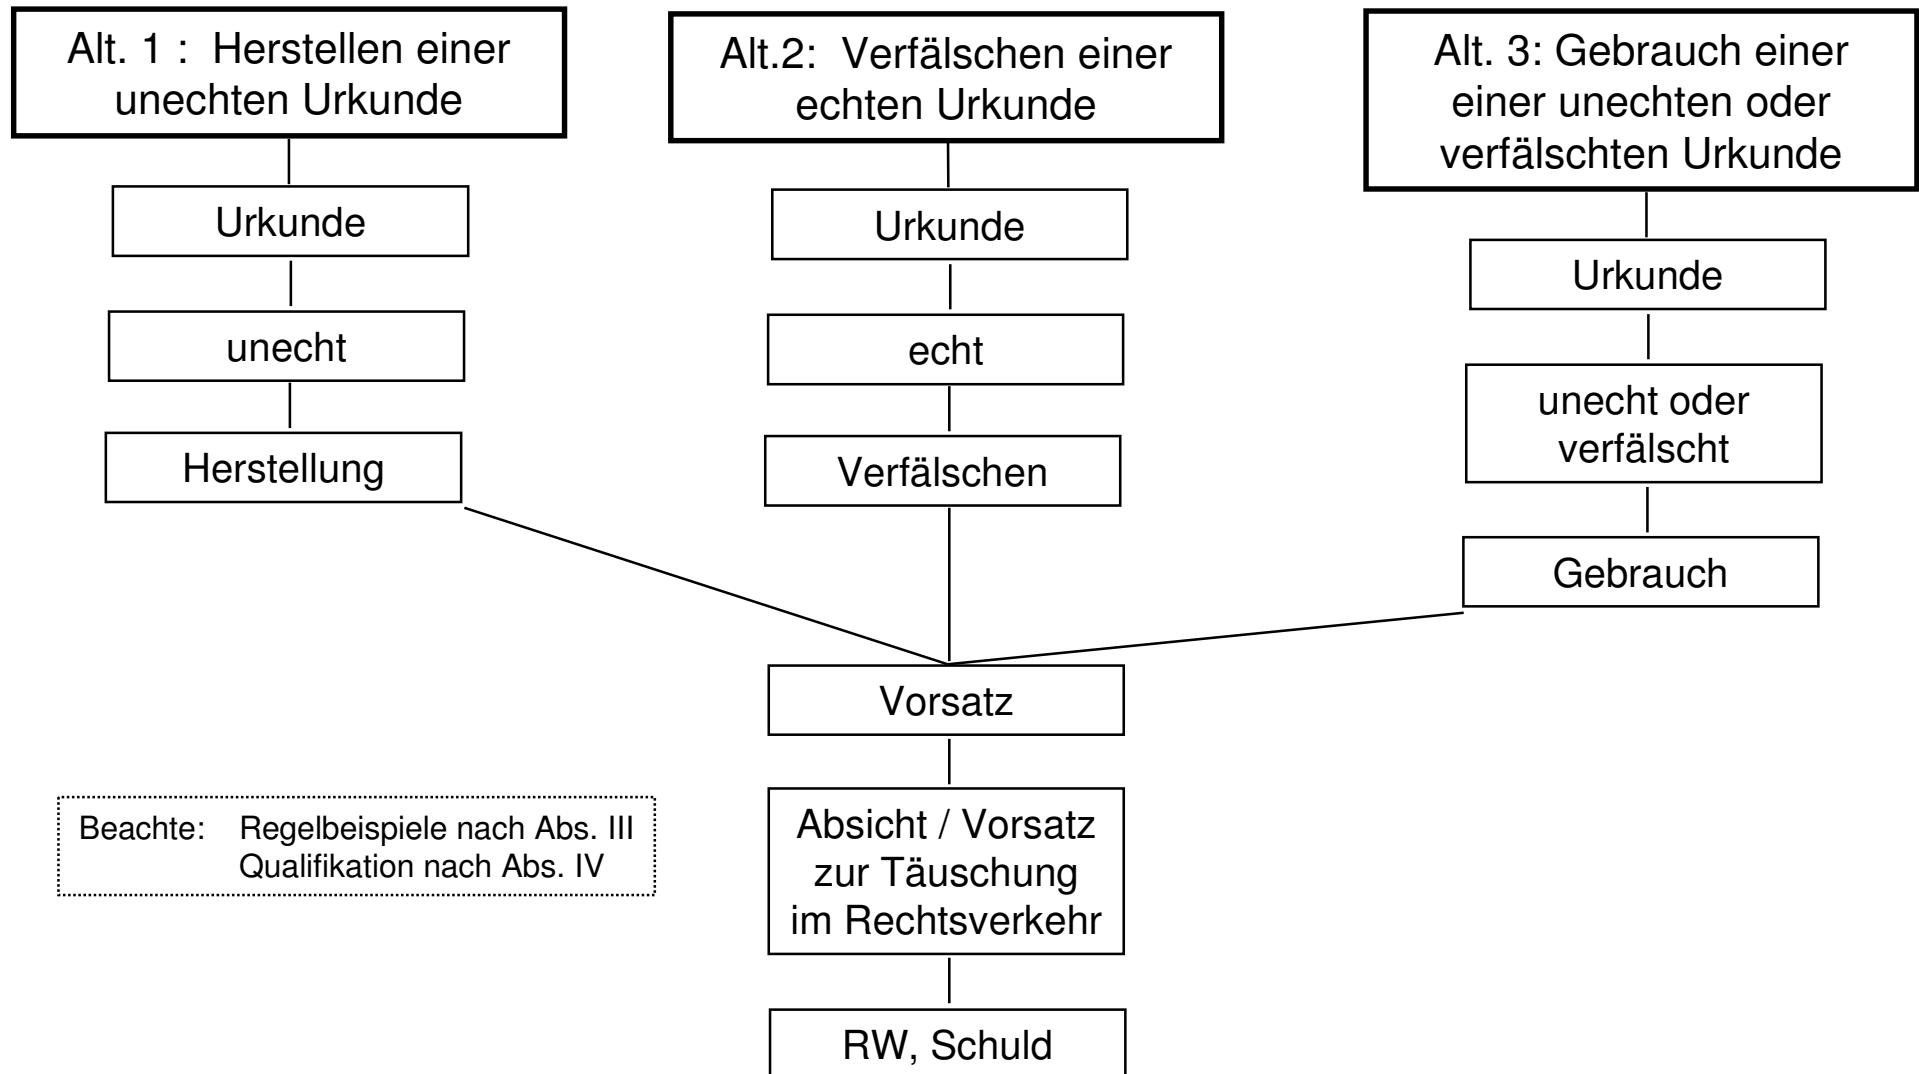 Alt. 1 :  Herstellen einer
unechten Urkunde
Urkunde
unecht
Herstellung
Alt.2:  Verfälschen einer
echten Urkunde
Urkunde
echt
Verfälschen
Alt. 3: Gebrauch einer
einer unechten oder
verfälschten Urkunde
Urkunde
unecht oder
verfälscht
Gebrauch
Vorsatz
Absicht / Vorsatz
zur Täuschung
im Rechtsverkehr
RW, Schuld
Beachte:    Regelbeispiele nach Abs. III
Qualifikation nach Abs. IV